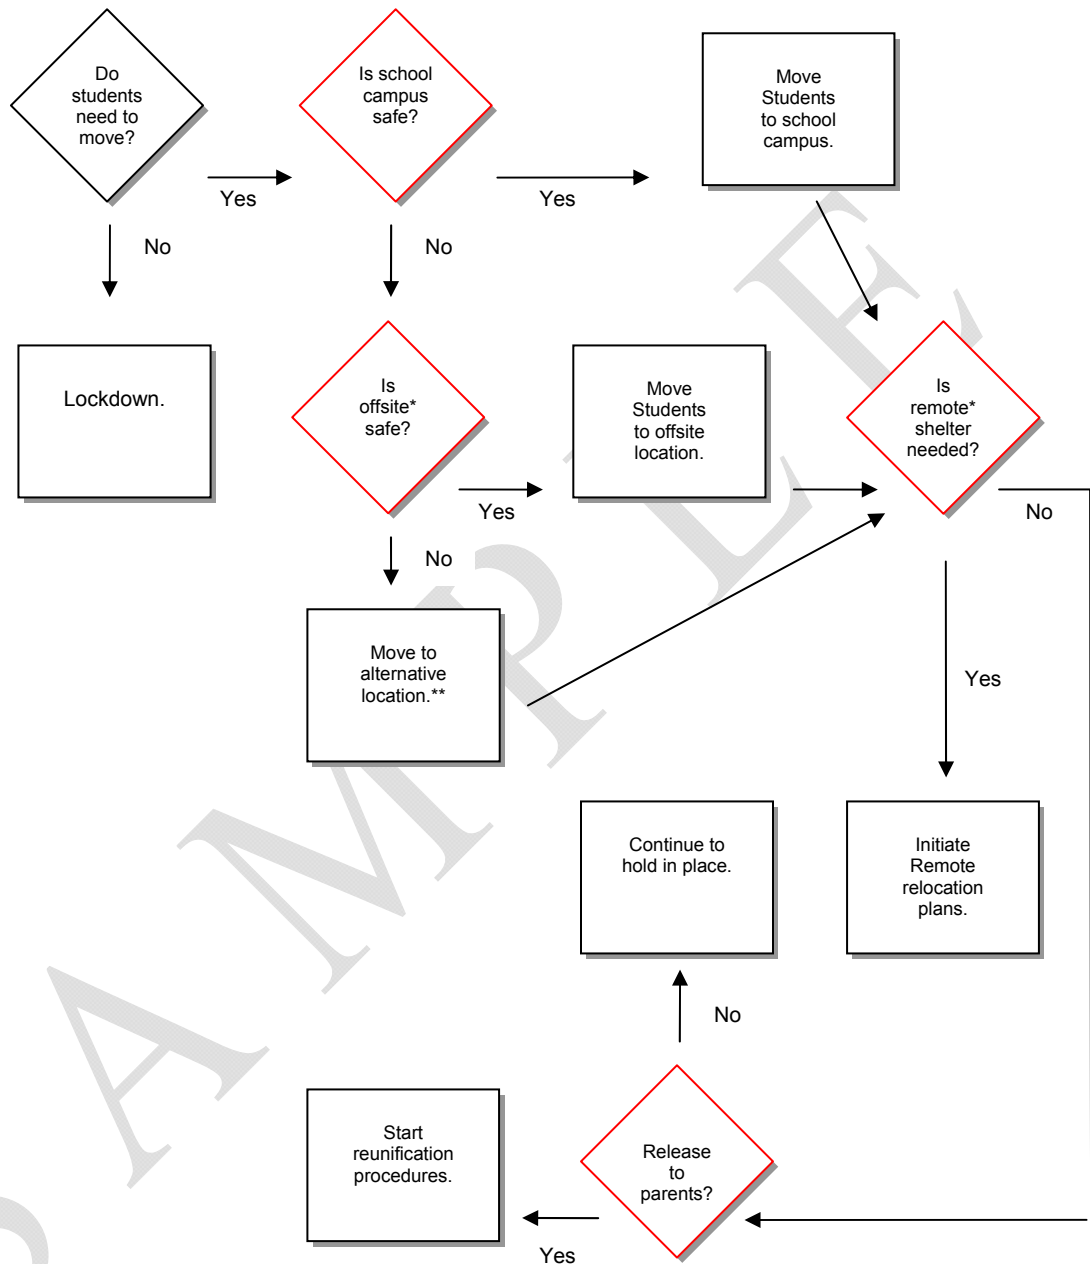 Do
students
need to
move?
Yes
No
Is school
campus
safe?
Yes
No
Move
Students
to school
campus.
Lockdown.
Is
offsite*
safe?
Yes
No
Move
Students
to offsite
location.
Is
remote*
shelter
needed?
No
Yes
Move to
alternative
location.**
Continue to
hold in place.
Initiate
Remote
relocation
plans.
No
Start
reunification
procedures.
Release
to
parents?
Yes
SAMPLE